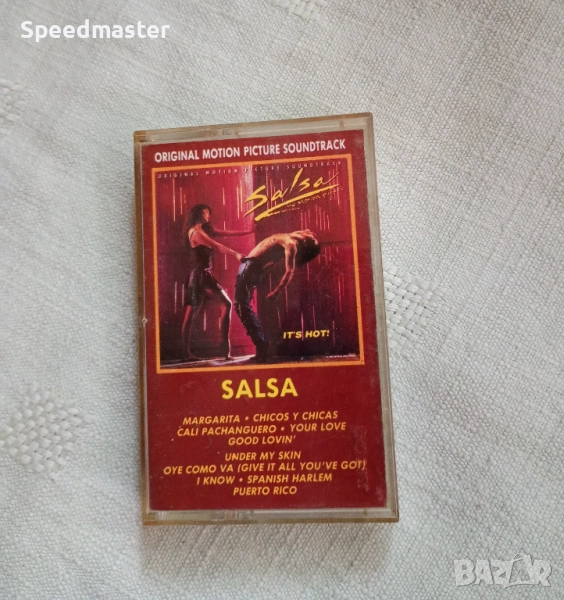 Speedmaster
ORIGINAL MOTION PICTURE SOUNDTRACK
ORIGINAL MOTION PICTURE SOUNDTRACK
Salsa
IT'S HOT!
SALSA
MARGARITA • CHICOS Y CHICAS
CALI PACHANGUERO • YOUR LOVE
GOOD LOVIN'
UNDER MY SKIN
OYE COMO VA (GIVE IT ALL YOU'VE GOT)
I KNOW • SPANISH HARLEM
PUERTO RICO
BAZAR